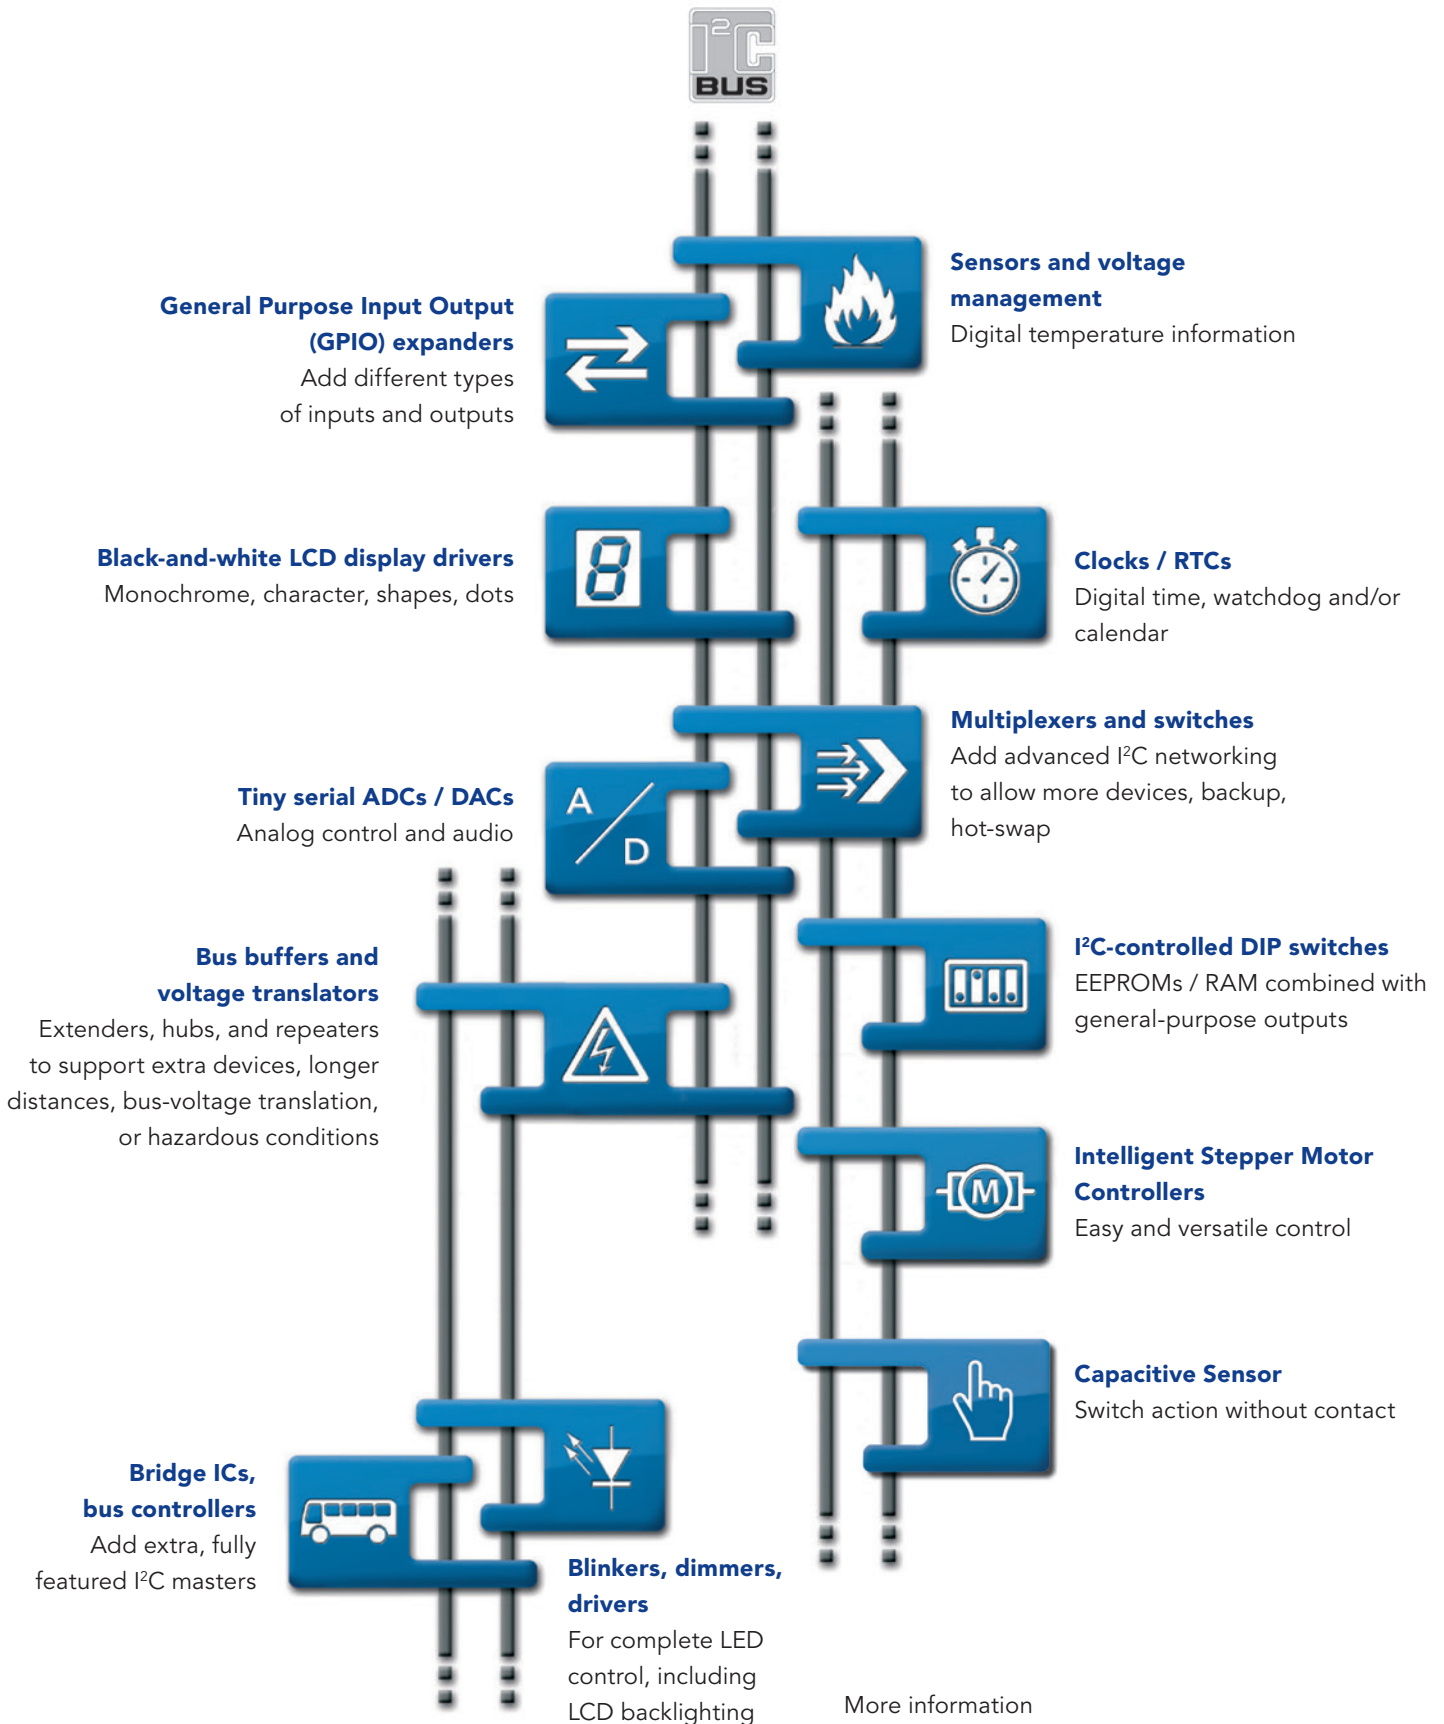 I²C
BUS
Sensors and voltage
management
Digital temperature information
General Purpose Input Output
(GPIO) expanders
Add different types
of inputs and outputs
Black-and-white LCD display drivers
Monochrome, character, shapes, dots
Clocks / RTCs
Digital time, watchdog and/or
calendar
Multiplexers and switches
Add advanced I²C networking
to allow more devices, backup,
hot-swap
Tiny serial ADCs / DACs
Analog control and audio
A
D
I²C-controlled DIP switches
EEPROMs / RAM combined with
general-purpose outputs
Bus buffers and
voltage translators
Extenders, hubs, and repeaters
to support extra devices, longer
distances, bus-voltage translation,
or hazardous conditions
Intelligent Stepper Motor
Controllers
Easy and versatile control
M
Capacitive Sensor
Switch action without contact
Bridge ICs,
bus controllers
Add extra, fully
featured I²C masters
Blinkers, dimmers,
drivers
For complete LED
control, including
LCD backlighting
More information